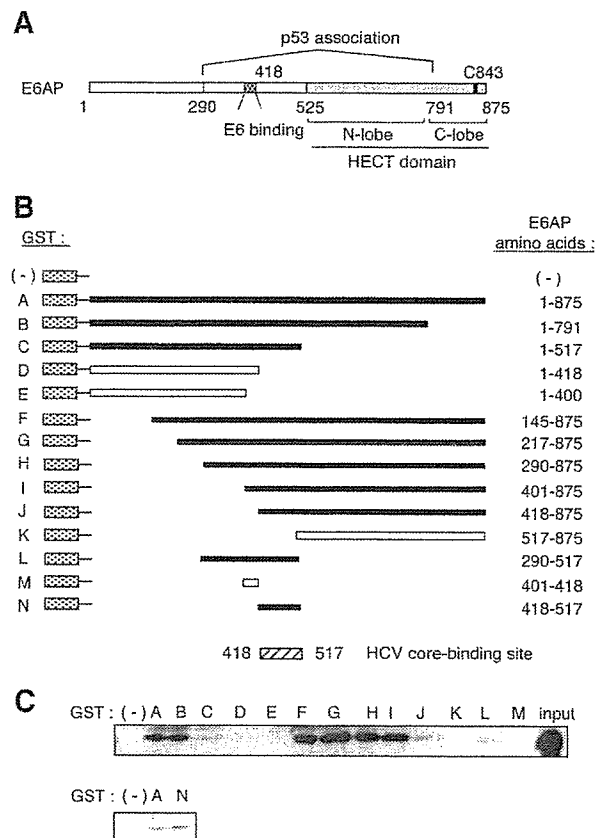 A
p53 association
418 C843
E6AP
1 290 525 791 875
E6 binding N-lobe C-lobe
HECT domain
B
GST : E6AP amino acids :
(-) (-)
A 1-875
B 1-791
C 1-517
D 1-418
E 1-400
F 145-875
G 217-875
H 290-875
I 401-875
J 418-875
K 517-875
L 290-517
M 401-418
N 418-517
418 517 HCV core-binding site
C
GST : (-) A B C D E F G H I J K L M input
GST : (-) A N